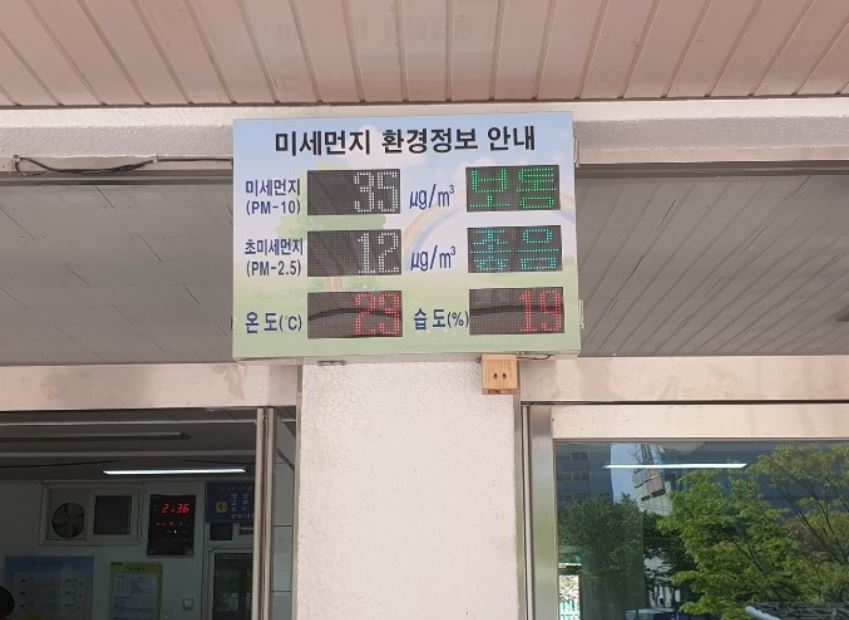 미세먼지 환경정보 안내
미세먼지 35 μg/m³ 보통
(PM-10)
초미세먼지 12 μg/m³ 좋음
(PM-2.5)
온 도(℃) 23 습 도(%) 19
2:36